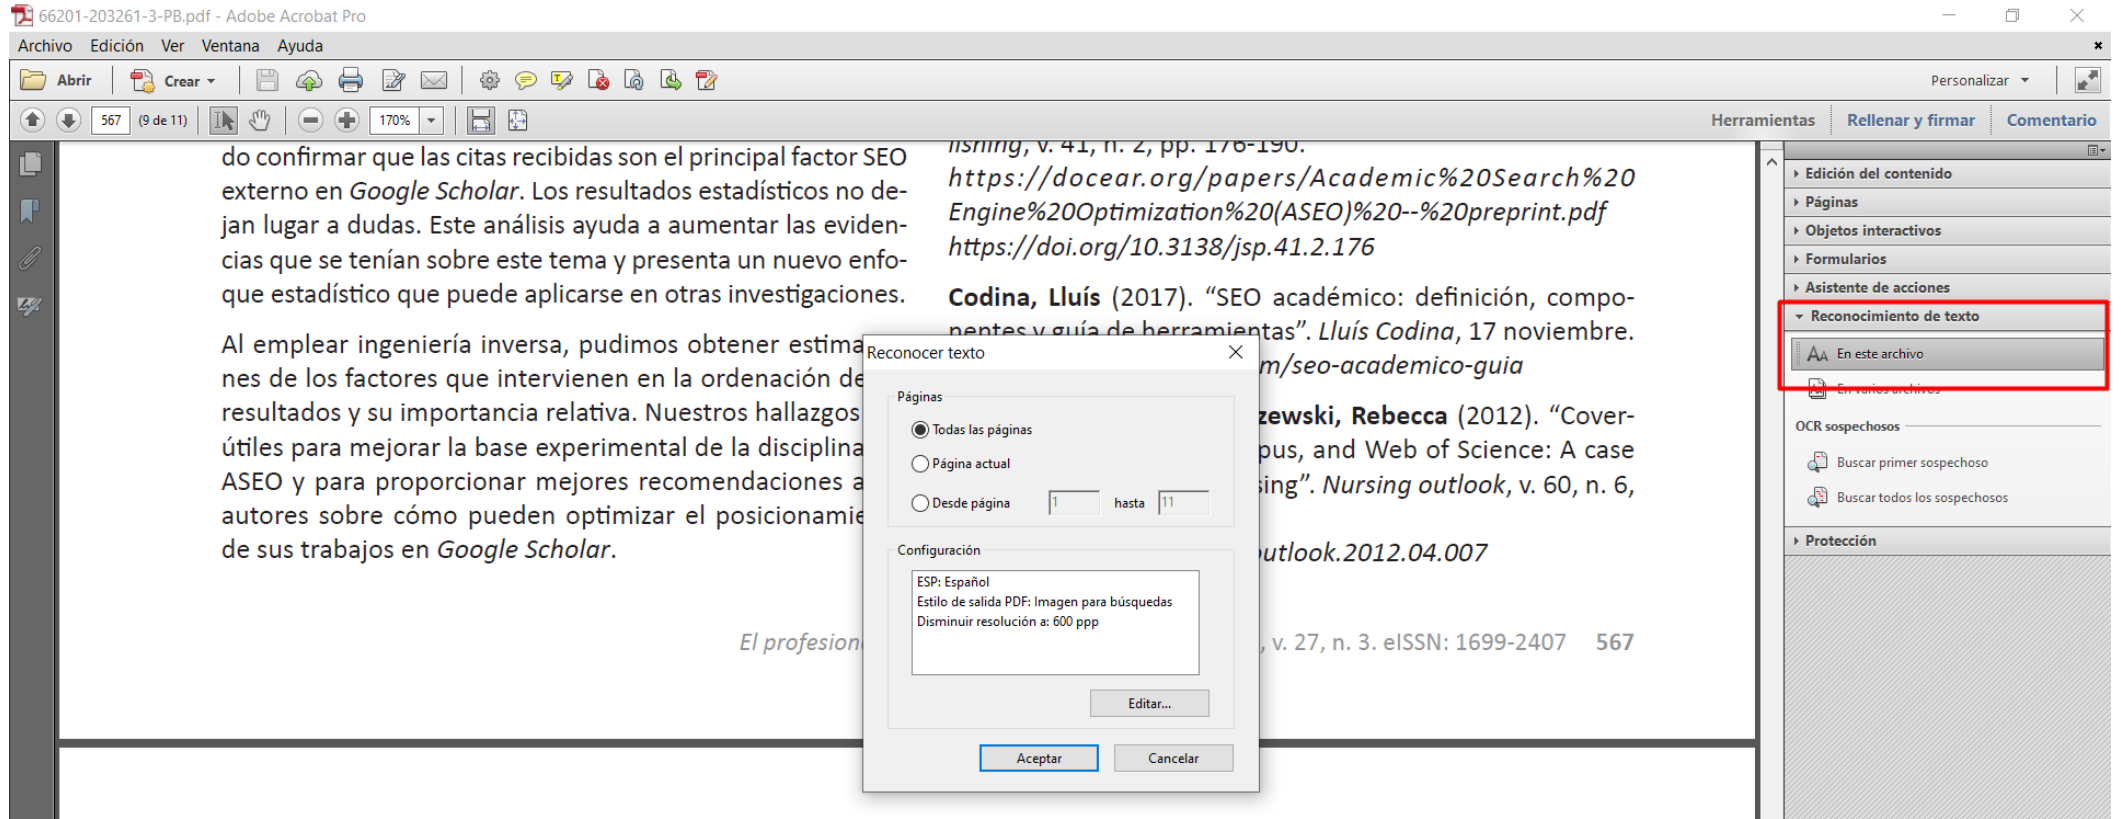 66201-203261-3-PB.pdf - Adobe Acrobat Pro
Archivo Edición Ver Ventana Ayuda
Abrir Crear Personalizar
567 (9 de 11) 170% Herramientas Rellenar y firmar Comentario
do confirmar que las citas recibidas son el principal factor SEO
externo en Google Scholar. Los resultados estadísticos no de-
jan lugar a dudas. Este análisis ayuda a aumentar las eviden-
cias que se tenían sobre este tema y presenta un nuevo enfo-
que estadístico que puede aplicarse en otras investigaciones.
Al emplear ingeniería inversa, pudimos obtener estima
nes de los factores que intervienen en la ordenación de
resultados y su importancia relativa. Nuestros hallazgos
útiles para mejorar la base experimental de la disciplina
ASEO y para proporcionar mejores recomendaciones a
autores sobre cómo pueden optimizar el posicionamie
de sus trabajos en Google Scholar.
lishing, v. 41, n. 2, pp. 176-190.
https://docear.org/papers/Academic%20Search%20
Engine%20Optimization%20(ASEO)%20--%20preprint.pdf
https://doi.org/10.3138/jsp.41.2.176
Codina, Lluís (2017). “SEO académico: definición, compo-
nentes y guía de herramientas”. Lluís Codina, 17 noviembre.
m/seo-academico-guia
zewski, Rebecca (2012). “Cover-
pus, and Web of Science: A case
sing”. Nursing outlook, v. 60, n. 6,
outlook.2012.04.007
El profesion , v. 27, n. 3. eISSN: 1699-2407 567
Reconocer texto
Páginas
Todas las páginas
Página actual
Desde página 1 hasta 11
Configuración
ESP: Español
Estilo de salida PDF: Imagen para búsquedas
Disminuir resolución a: 600 ppp
Editar...
Aceptar Cancelar
Edición del contenido
Páginas
Objetos interactivos
Formularios
Asistente de acciones
Reconocimiento de texto
AA En este archivo
En varios archivos
OCR sospechosos
Buscar primer sospechoso
Buscar todos los sospechosos
Protección